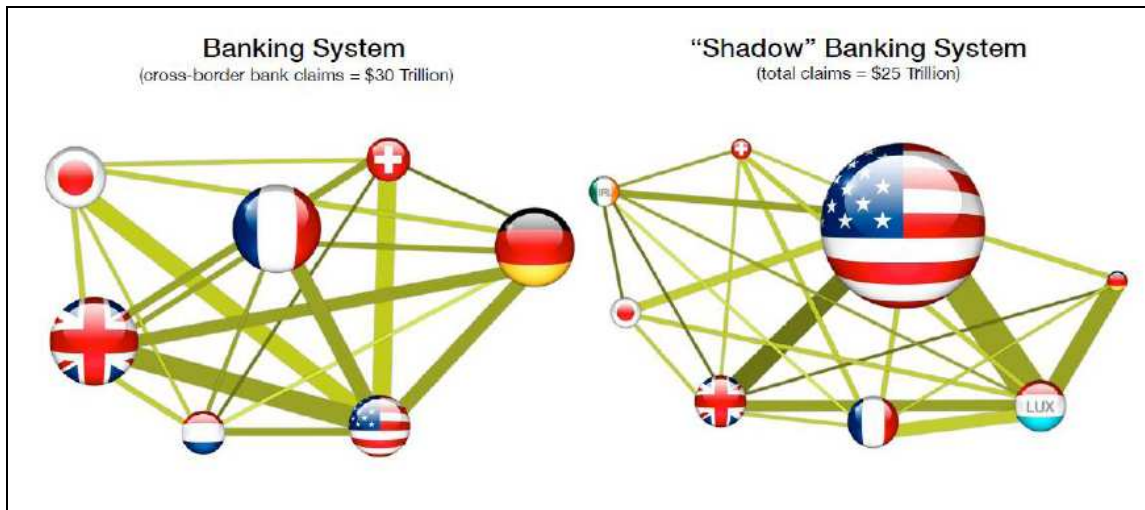 Banking System
(cross-border bank claims = $30 Trillion)
“Shadow” Banking System
(total claims = $25 Trillion)
IRL
LUX